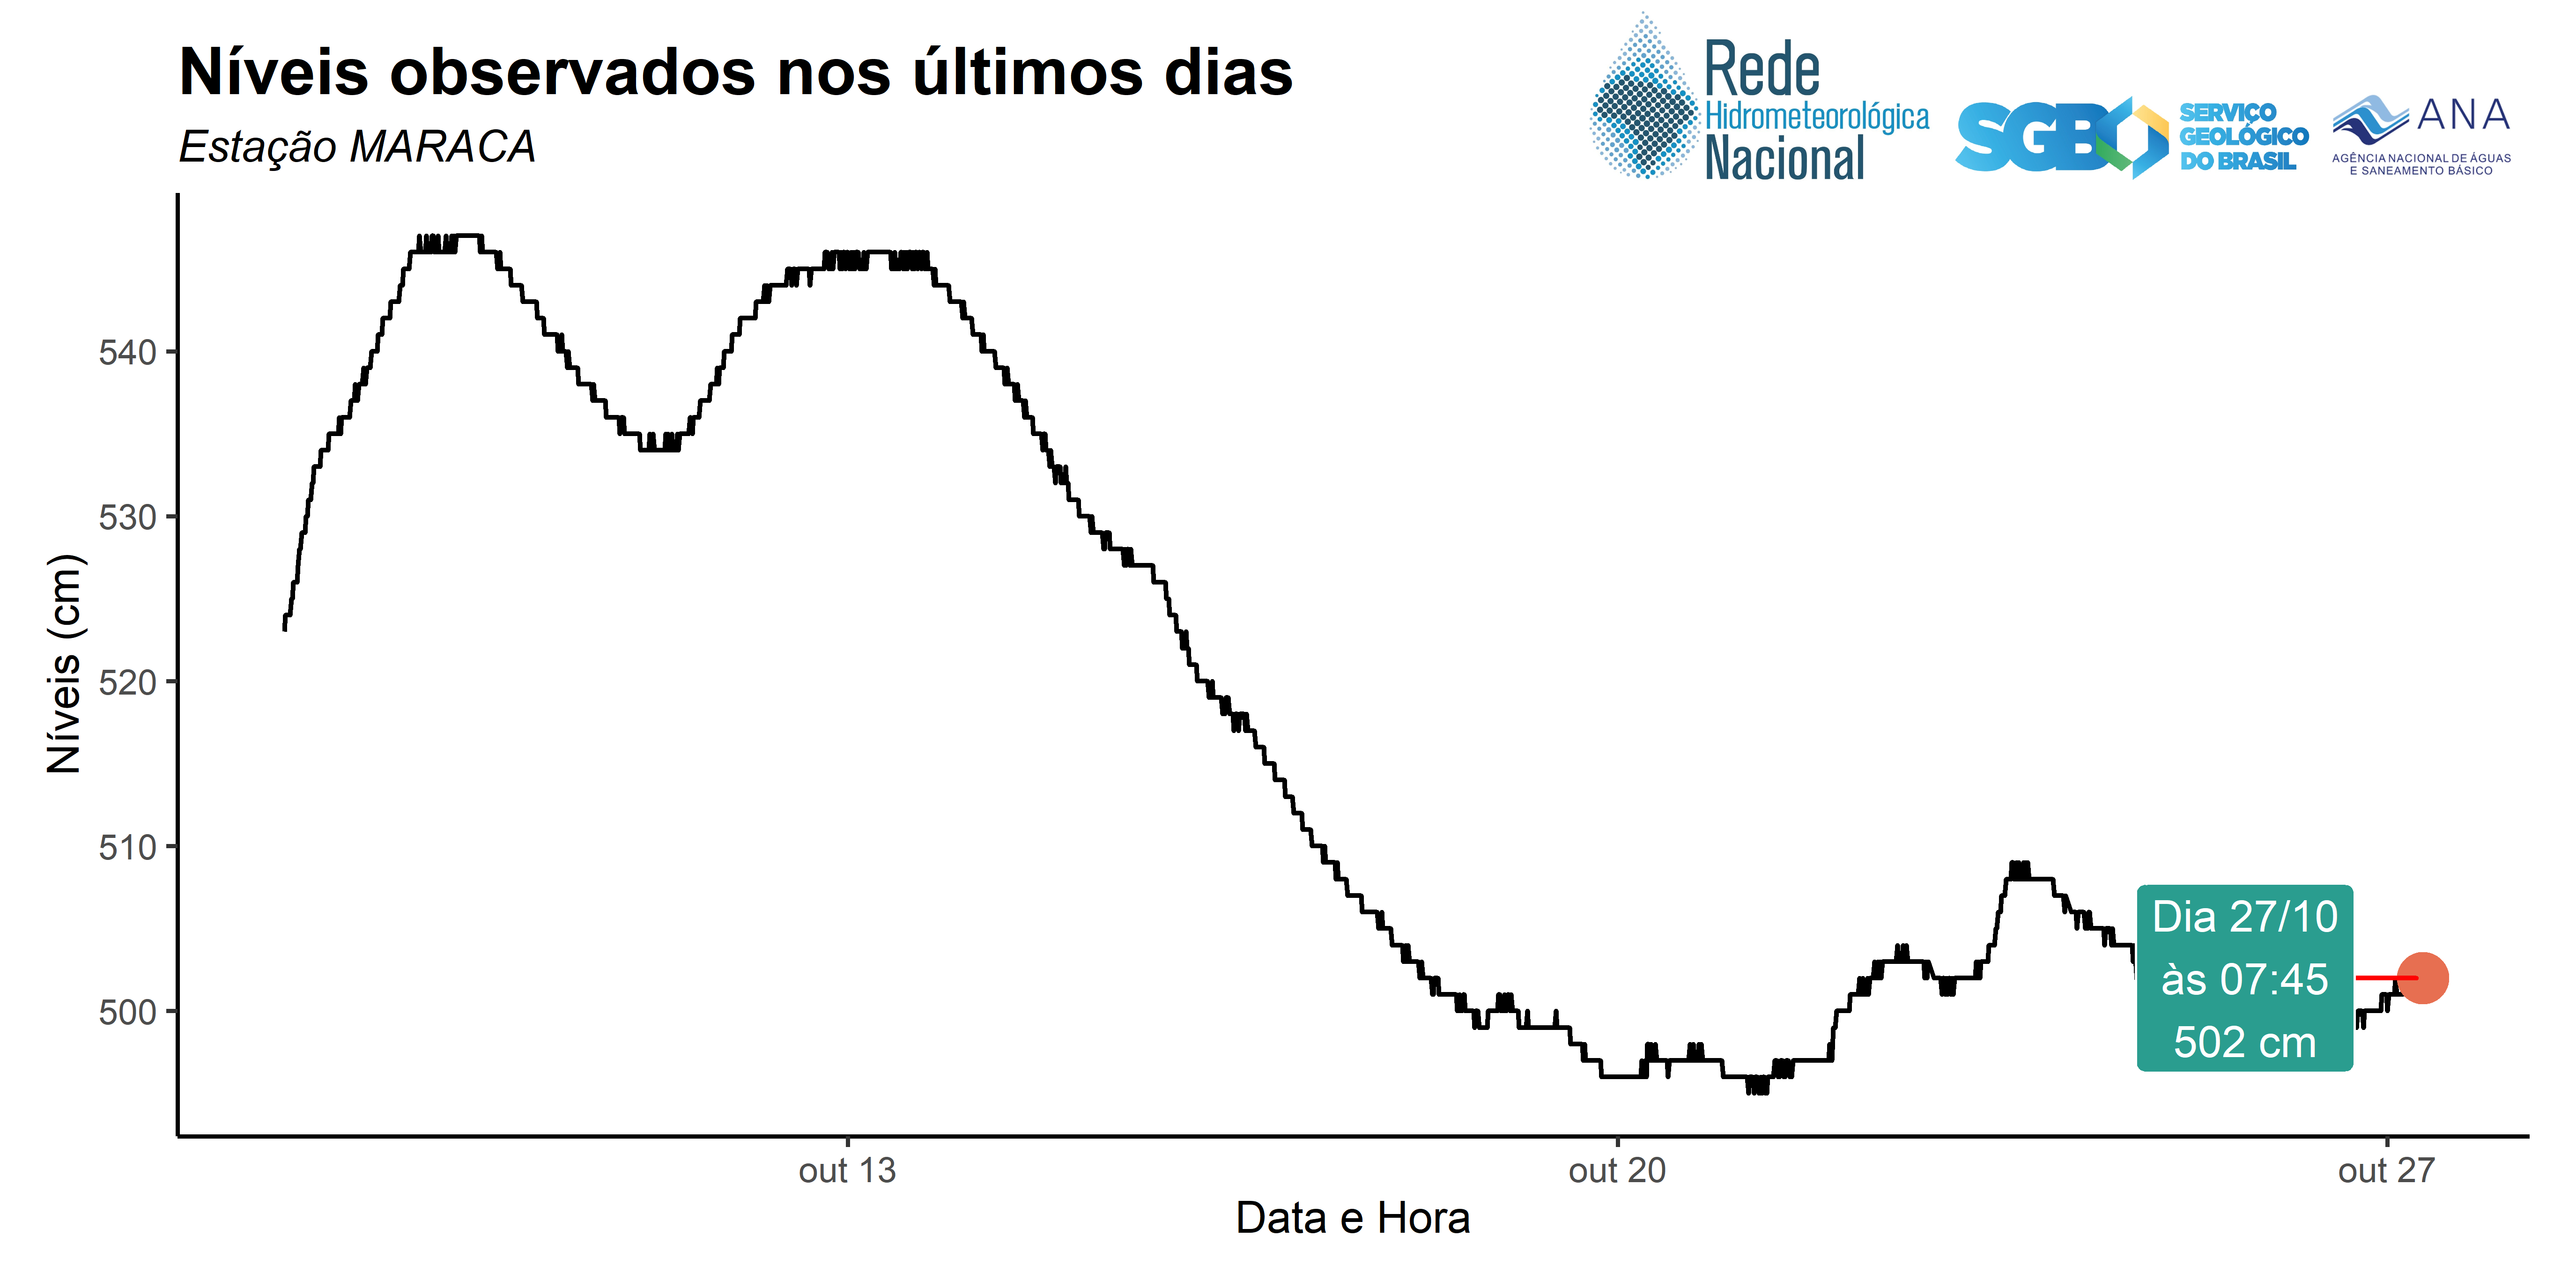 Níveis observados nos últimos dias
Estação MARACA
Rede
Hidrometeorológica
Nacional
SGB
SERVIÇO
GEOLÓGICO
DO BRASIL
ANA
AGÊNCIA NACIONAL DE ÁGUAS
E SANEAMENTO BÁSICO
Níveis (cm)
540
530
520
510
500
Dia 27/10
às 07:45
502 cm
out 13
out 20
out 27
Data e Hora